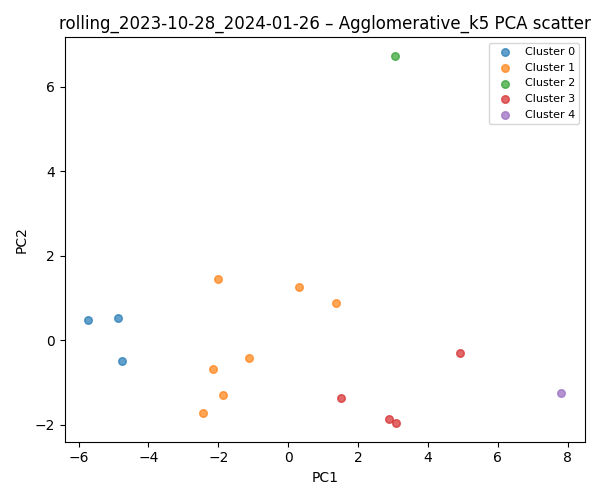 rolling_2023-10-28_2024-01-26 – Agglomerative_k5 PCA scatter
Cluster 0
Cluster 1
Cluster 2
Cluster 3
Cluster 4
PC2
6
4
2
0
−2
−6
−4
−2
0
2
4
6
8
PC1